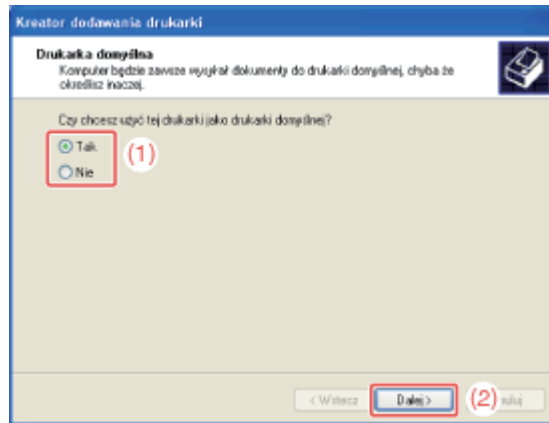 Kreator dodawania drukarki
Drukarka domyślna
Komputer będzie zawsze wysyłał dokumenty do drukarki domyślnej, chyba że
określisz inaczej.
Czy chcesz użyć tej drukarki jako drukarki domyślnej?
Tak
(1)
Nie
< Wstecz
Dalej >
(2)
nuluj